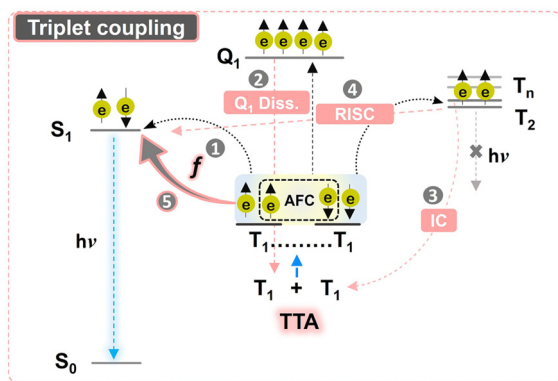 Triplet coupling
Q1
e e e e
2
Q1 Diss.
4
RISC
e e
Tn
T2
e e
S1
1
f
5
hν
hν
3
IC
e e AFC e e
T1.........T1
T1 + T1
TTA
S0